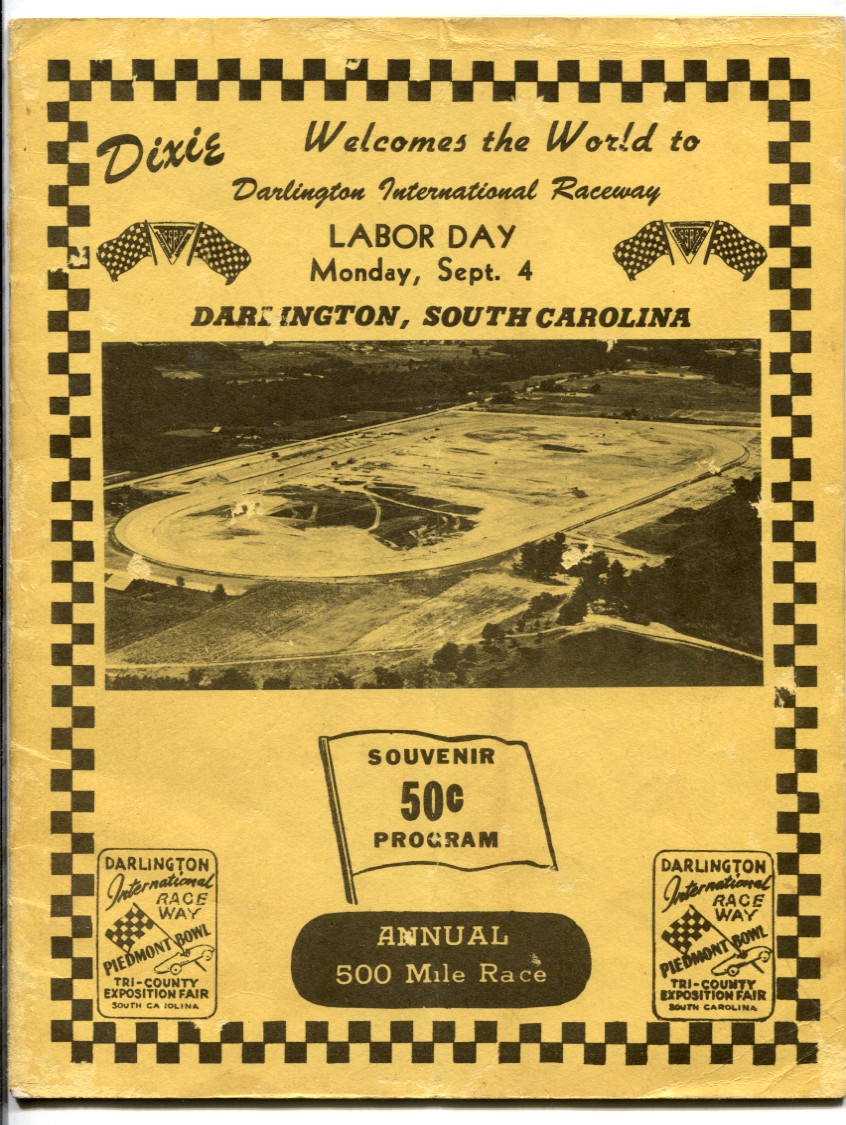 Dixie Welcomes the World to
Darlington International Raceway
LABOR DAY
Monday, Sept. 4
DARLINGTON, SOUTH CAROLINA
SOUVENIR
50¢
PROGRAM
ANNUAL
500 Mile Race
DARLINGTON
International
RACE
WAY
PIEDMONT BOWL
TRI-COUNTY
EXPOSITION FAIR
SOUTH CAROLINA
DARLINGTON
International
RACE
WAY
PIEDMONT BOWL
TRI-COUNTY
EXPOSITION FAIR
SOUTH CAROLINA